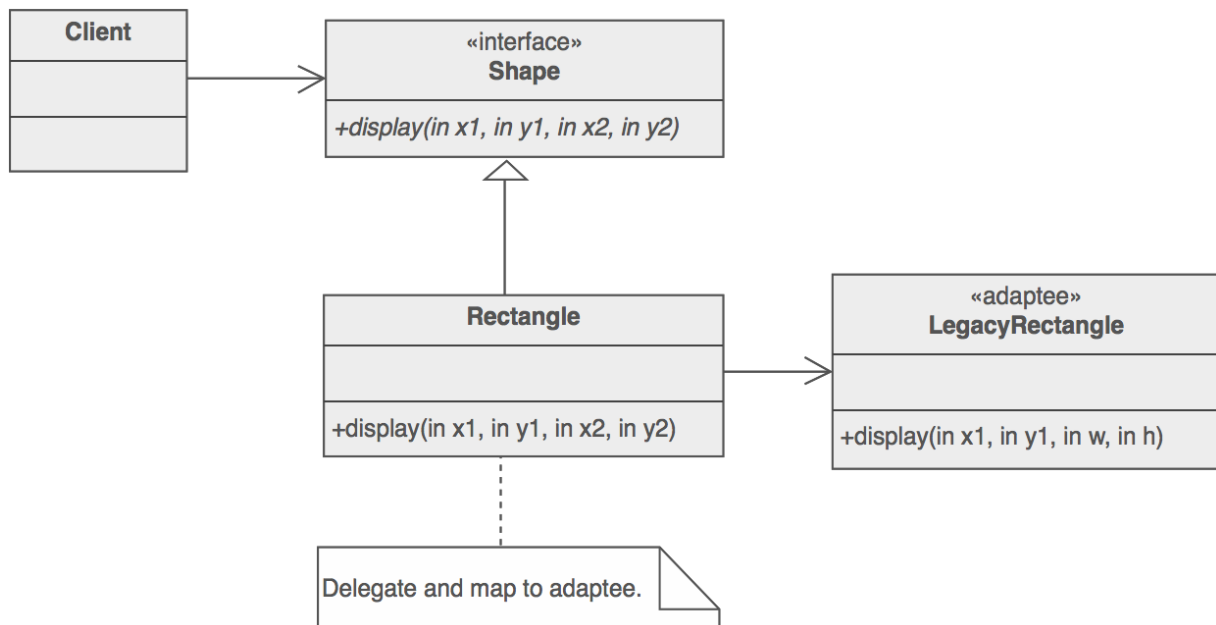 Client
«interface»
Shape
+display(in x1, in y1, in x2, in y2)
Rectangle
+display(in x1, in y1, in x2, in y2)
«adaptee»
LegacyRectangle
+display(in x1, in y1, in w, in h)
Delegate and map to adaptee.